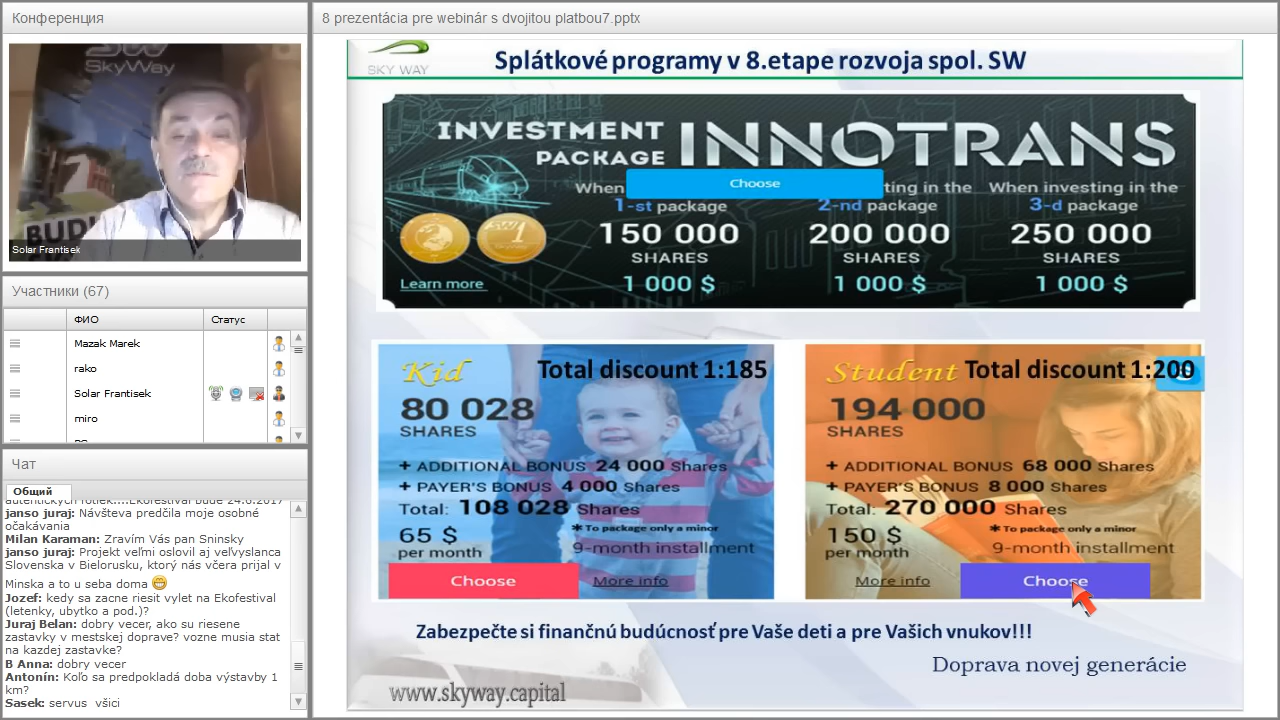 Конференция
SkyWay
BUD
Solar Frantisek
Участники (67)
ФИО
Статус
Mazak Marek
rako
Solar Frantisek
miro
Чат
Общий
janso juraj: Návšteva predčila moje osobné
očakávania
Milan Karaman: Zravím Vás pán Jurinsky
janso juraj: Projekt veľmi oslovil aj veľvyslanca
Slovenska v Bielorusku, ktorý nás včera prijal v
Minska a to u seba doma
Jozef: kedy sa zacne riesit vylet na Ekofestival
(letenky, ubytko a pod.)?
Juraj Belan: dobry vecer, ako su riesene
zastavky v mestskej doprave? vozne musia stat
na kazdej zastavke?
B Anna: dobry vecer
Antonín: Koľo sa predpokladá doba výstavby 1
km?
Sasek: servus všici
8 prezentácia pre webinár s dvojitou platbou7.pptx
SKY WAY
Splátkové programy v 8.etape rozvoja spol. SW
INVESTMENT
PACKAGE
INNOTRANS
Choose
When
ting in the
When investing in the
1-st package
2-nd package
3-d package
150 000
200 000
250 000
SHARES
SHARES
SHARES
1 000 $
1 000 $
1 000 $
SW1
Learn more
Kid
Total discount 1:185
80 028
SHARES
+ ADDITIONAL BONUS 24 000 Shares
+ PAYER'S BONUS 4 000 Shares
Total: 108 028 Shares
* To package only a minor
65 $
per month
9-month installment
Choose
More info
Student
Total discount 1:200
194 000
SHARES
+ ADDITIONAL BONUS 68 000 Shares
+ PAYER'S BONUS 8 000 Shares
Total: 270 000 Shares
* To package only a minor
150 $
per month
9-month installment
More info
Choose
Zabezpečte si finančnú budúcnosť pre Vaše deti a pre Vašich vnukov!!!
Doprava novej generácie
www.skyway.capital